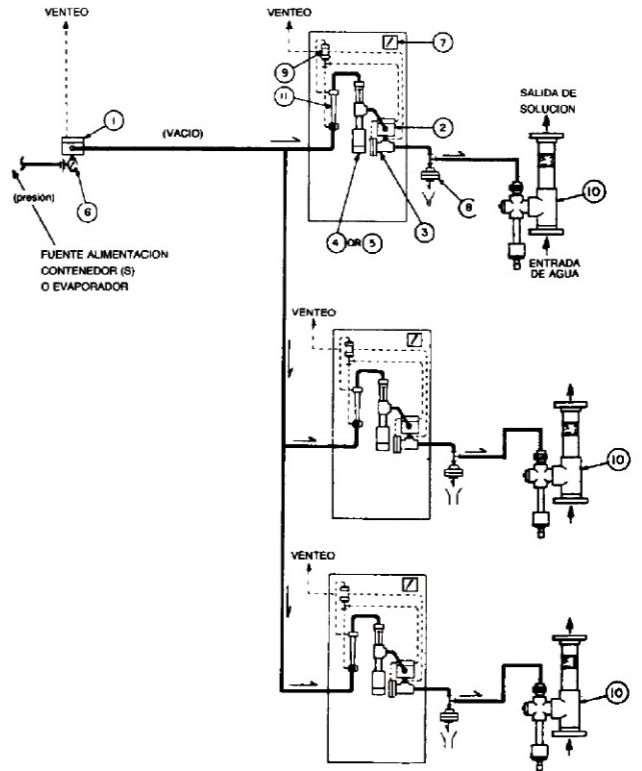 VENTEO
VENTEO
7
9
1
11
SALIDA DE
SOLUCION
(VACIO)
2
6
(presión)
8
10
4 OR 5
3
FUENTE ALIMENTACION
CONTENEDOR (S)
O EVAPORADOR
ENTRADA
DE AGUA
VENTEO
10
VENTEO
10